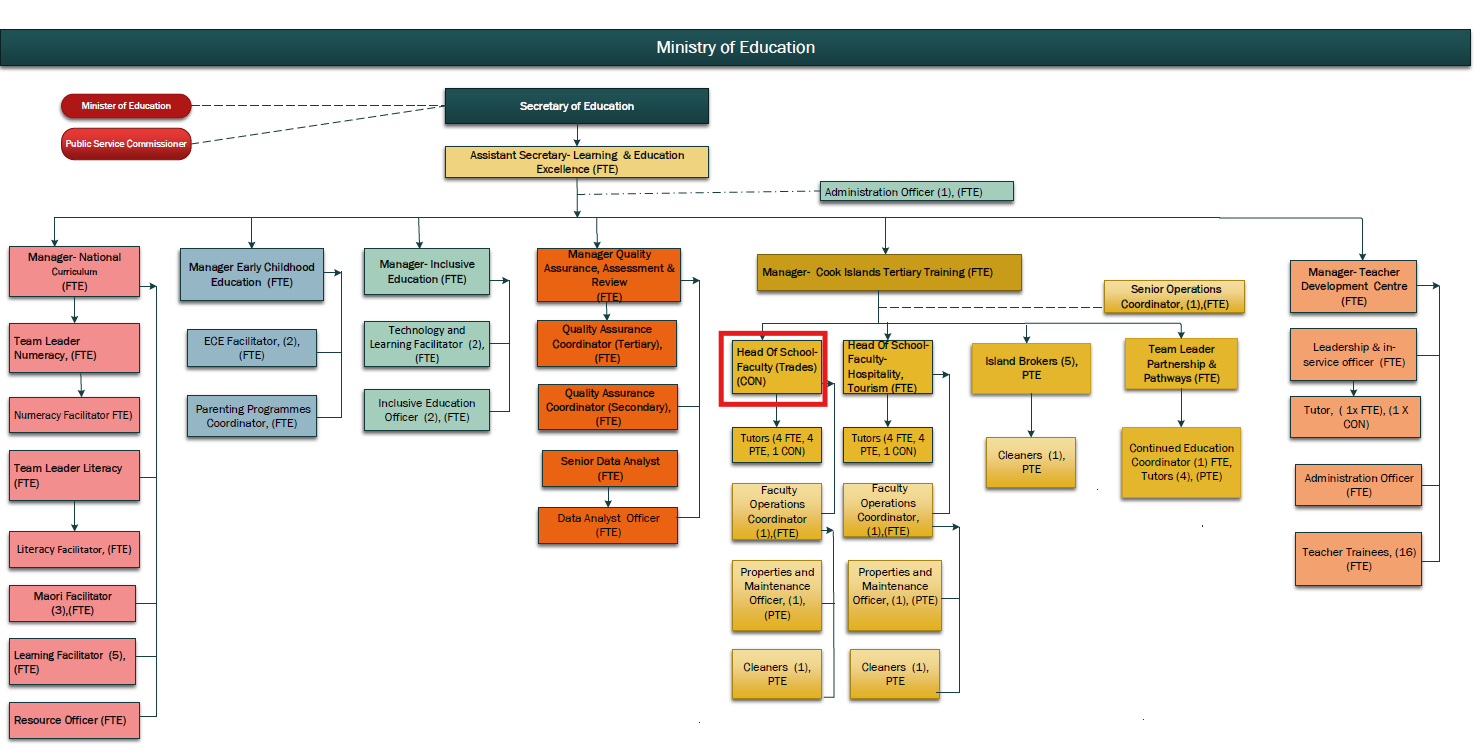 Ministry of Education
Minister of Education
Public Service Commissioner
Secretary of Education
Assistant Secretary- Learning & Education
Excellence (FTE)
Administration Officer (1), (FTE)
Manager- National
Curriculum
(FTE)
Team Leader
Numeracy, (FTE)
Numeracy Facilitator FTE)
Team Leader Literacy
(FTE)
Literacy Facilitator, (FTE)
Maori Facilitator
(3),(FTE)
Learning Facilitator (5),
(FTE)
Resource Officer (FTE)
Manager Early Childhood
Education (FTE)
ECE Facilitator, (2),
(FTE)
Parenting Programmes
Coordinator, (FTE)
Manager- Inclusive
Education (FTE)
Technology and
Learning Facilitator (2),
(FTE)
Inclusive Education
Officer (2), (FTE)
Manager Quality
Assurance, Assessment &
Review
(FTE)
Quality Assurance
Coordinator (Tertiary),
(FTE)
Quality Assurance
Coordinator (Secondary),
(FTE)
Senior Data Analyst
(FTE)
Data Analyst Officer
(FTE)
Manager- Cook Islands Tertiary Training (FTE)
Senior Operations
Coordinator, (1),(FTE)
Head Of School-
Faculty (Trades)
(CON)
Tutors (4 FTE, 4
PTE, 1 CON)
Faculty
Operations
Coordinator
(1),(FTE)
Properties and
Maintenance
Officer, (1),
(PTE)
Cleaners (1),
PTE
Head Of School-
Faculty-
Hospitality,
Tourism (FTE)
Tutors (4 FTE, 4
PTE, 1 CON)
Faculty
Operations
Coordinator,
(1),(FTE)
Properties and
Maintenance
Officer, (1), (PTE)
Cleaners (1),
PTE
Island Brokers (5),
PTE
Cleaners (1),
PTE
Team Leader
Partnership &
Pathways (FTE)
Continued Education
Coordinator (1) FTE,
Tutors (4), (PTE)
Manager- Teacher
Development Centre
(FTE)
Leadership & in-
service officer (FTE)
Tutor, ( 1x FTE), (1 X
CON)
Administration Officer
(FTE)
Teacher Trainees, (16)
(FTE)